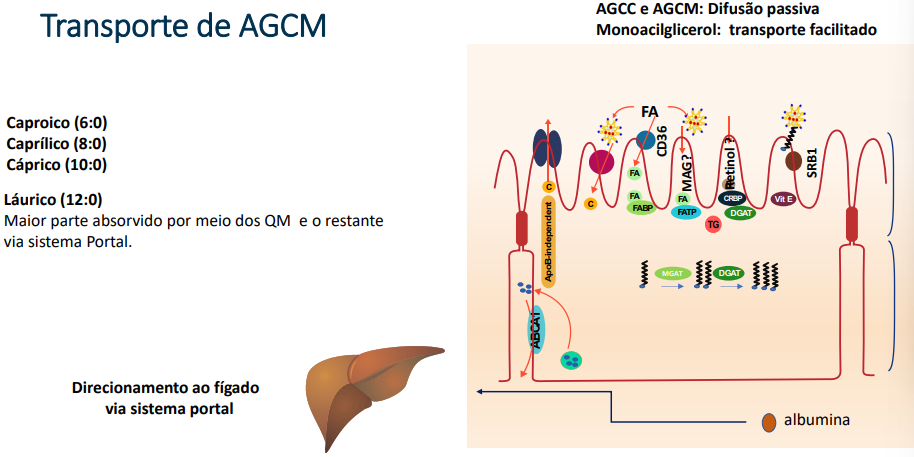 Transporte de AGCM
AGCC e AGCM: Difusão passiva
Monoacilglicerol: transporte facilitado
Caproico (6:0)
Caprílico (8:0)
Cáprico (10:0)
Láurico (12:0)
Maior parte absorvido por meio dos QM e o restante
via sistema Portal.
Direcionamento ao fígado
via sistema portal
FA
CD36
MAG?
Retinol ?
SRB1
C
C
FA
FA
FABP
FA
FATP
CRBP
DGAT
TG
Vit E
ApoB-independent
MGAT
DGAT
ABCA1
albumina